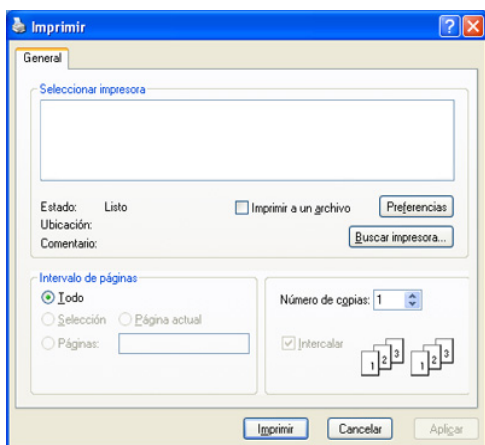 Imprimir
General
Seleccionar impresora
Estado: Listo
Ubicación:
Comentario:
Imprimir a un archivo
Preferencias
Buscar impresora...
Intervalo de páginas
Todo
Selección Página actual
Páginas:
Número de copias: 1
Intercalar
1 2 3 1 2 3
Imprimir Cancelar Aplicar